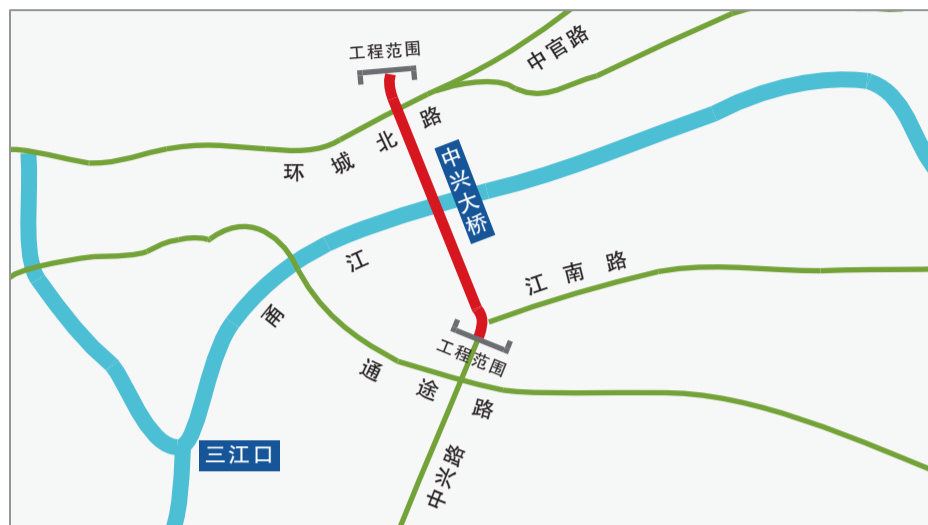 工程范围
中官路
环城北路
中兴大桥
甬江
江南路
工程范围
通途路
三江口
中兴路